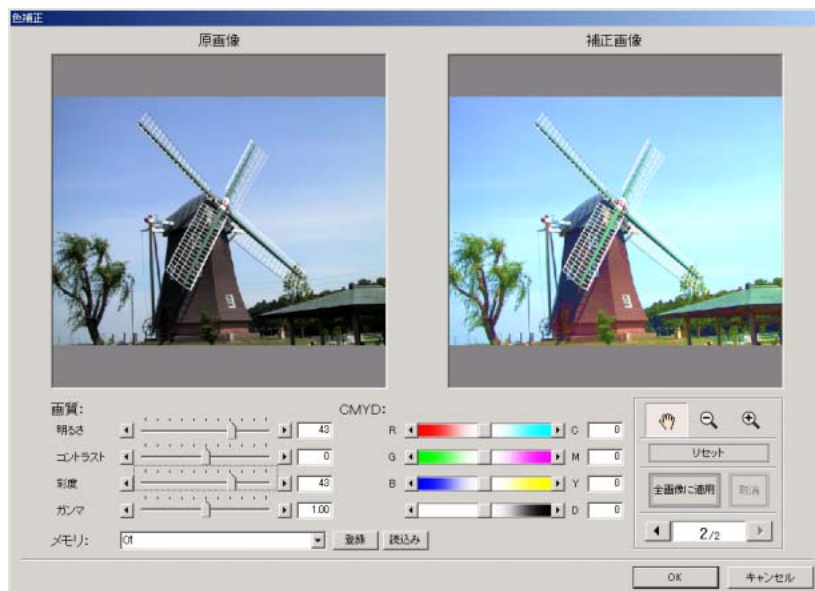 色補正
原画像 補正画像
画質: CMYD:
明るさ 43 R C 0
コントラスト 0 G M 0
彩度 43 B Y 0
ガンマ 1.00 D 0
リセット
全画像に適用 取消
2/2
メモリ: 01 登録 読込み
OK キャンセル